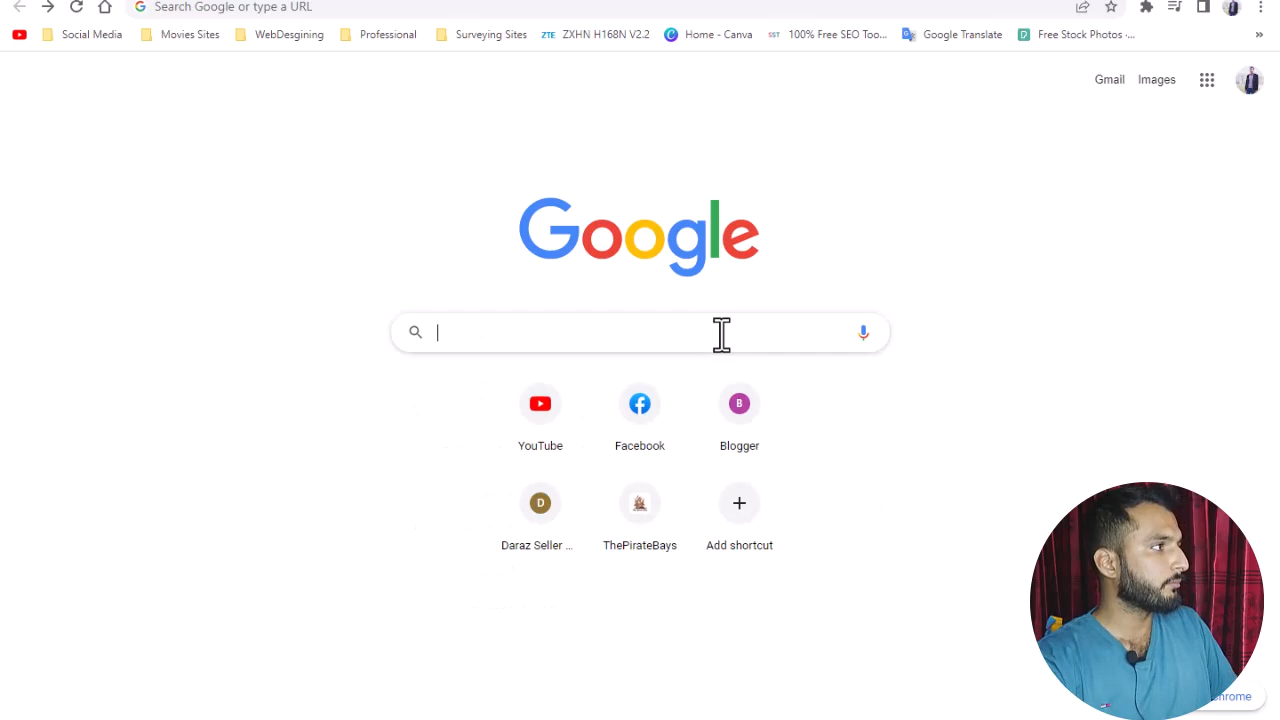 Search Google or type a URL
Social Media
Movies Sites
WebDesgining
Professional
Surveying Sites
ZTE ZXHN H168N V2.2
Home - Canva
SST 100% Free SEO Too...
Google Translate
Free Stock Photos ·...
»
Gmail
Images
Google
YouTube
Facebook
B
Blogger
D
Daraz Seller ...
ThePirateBays
Add shortcut
hrome